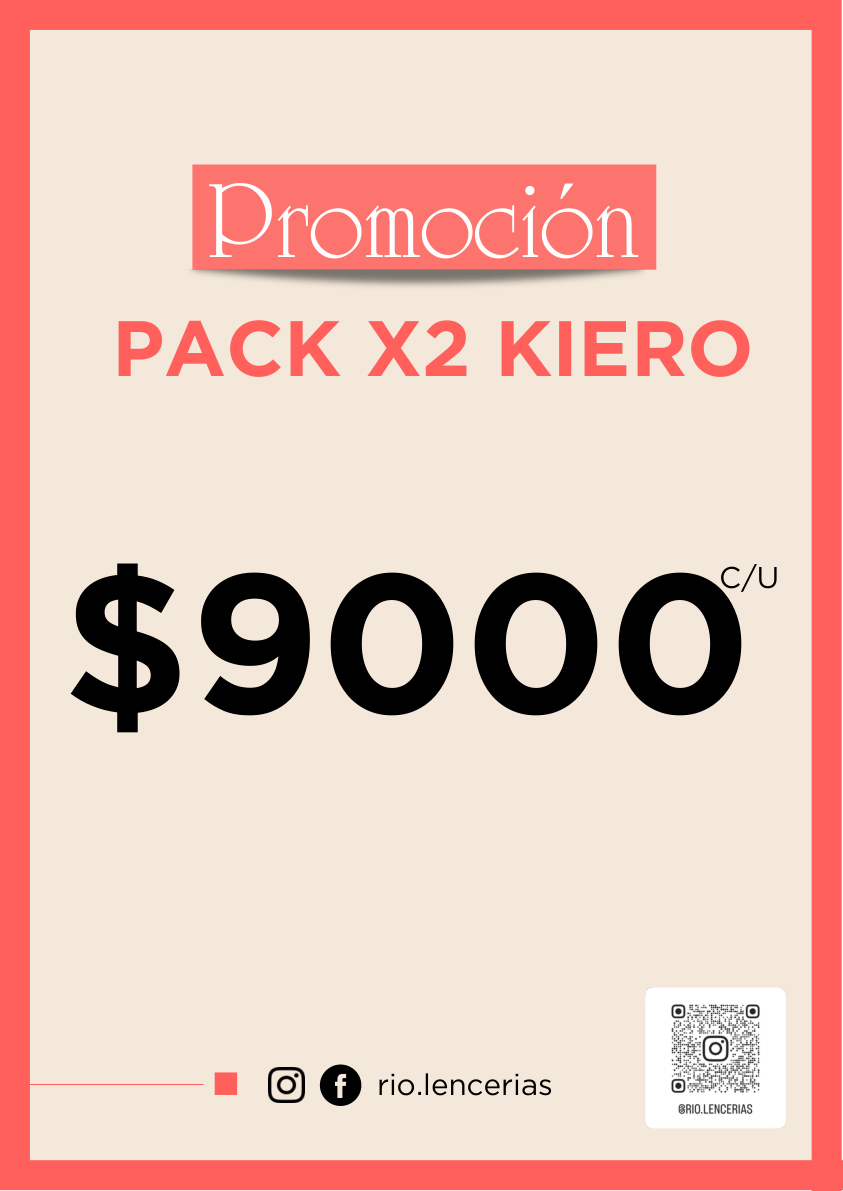 Promoción
PACK X2 KIERO
$9000 C/U
rio.lencerias
@RIO.LENCERIAS